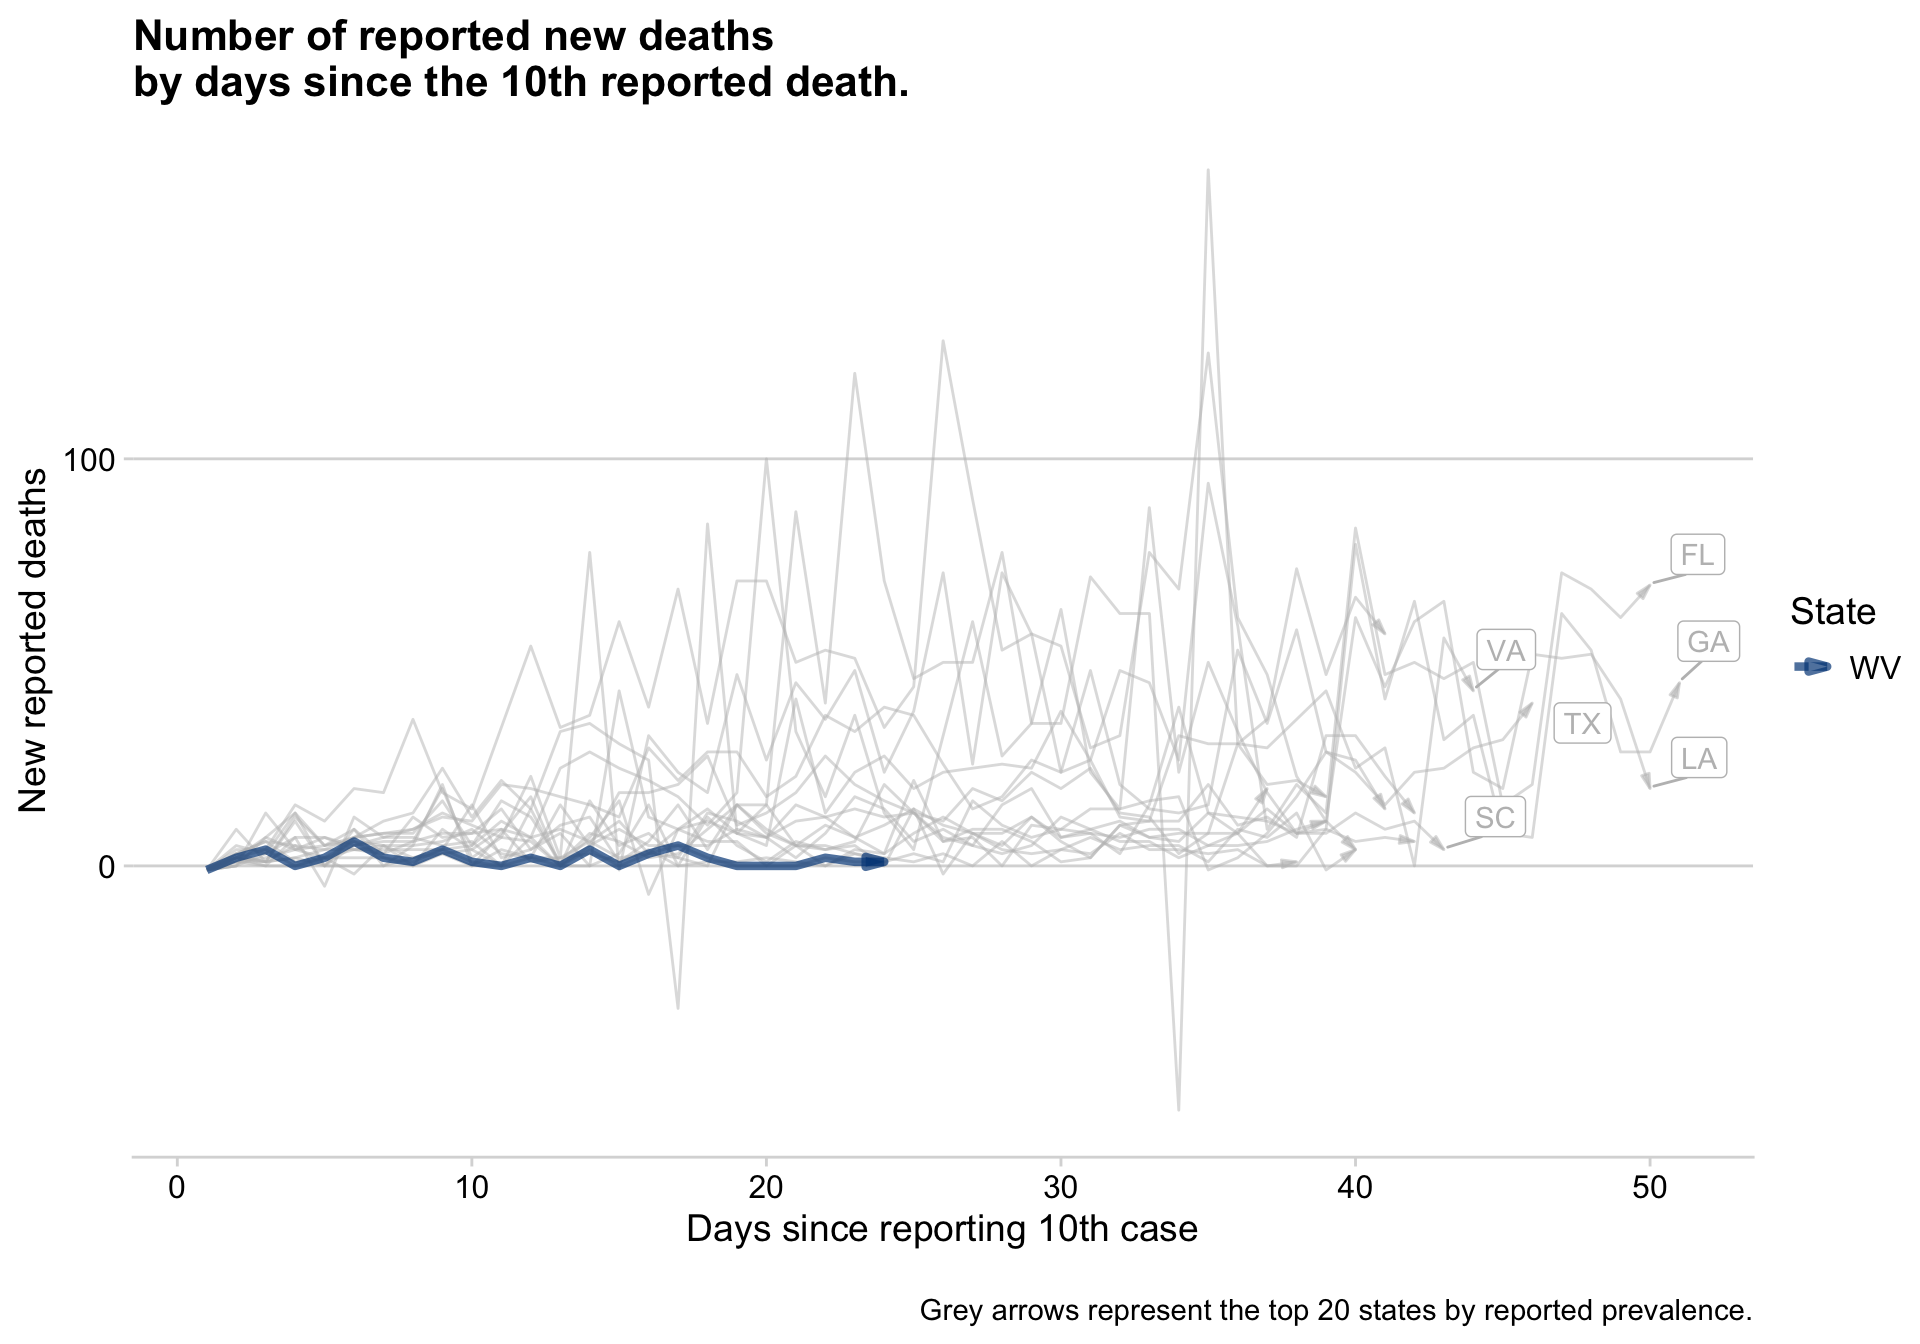 Number of reported new deaths
by days since the 10th reported death.
New reported deaths
100
0
FL
GA
VA
TX
LA
SC
State
WV
0 10 20 30 40 50
Days since reporting 10th case
Grey arrows represent the top 20 states by reported prevalence.